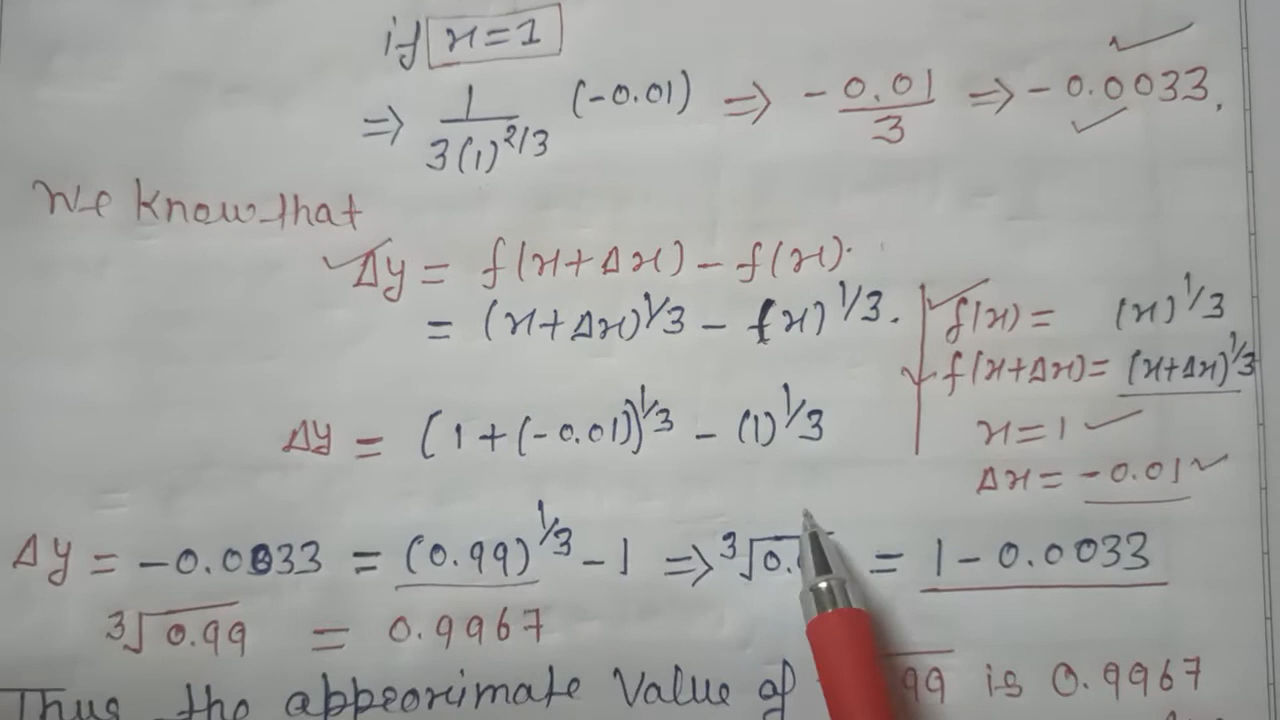 if x=1
⇒ 1/3(1)^2/3 (-0.01) ⇒ -0.01/3 ⇒ -0.0033,
We know that
Δy = f(x+Δx) - f(x).
= (x+Δx)^1/3 - (x)^1/3.
f(x) = (x)^1/3
f(x+Δx) = (x+Δx)^1/3
x=1
Δx = -0.01
Δy = (1+(-0.01))^1/3 - (1)^1/3
Δy = -0.0033 = (0.99)^1/3 - 1 ⇒ ∛0. = 1-0.0033
∛0.99 = 0.9967
Thus the appeorimate value of 99 is 0.9967